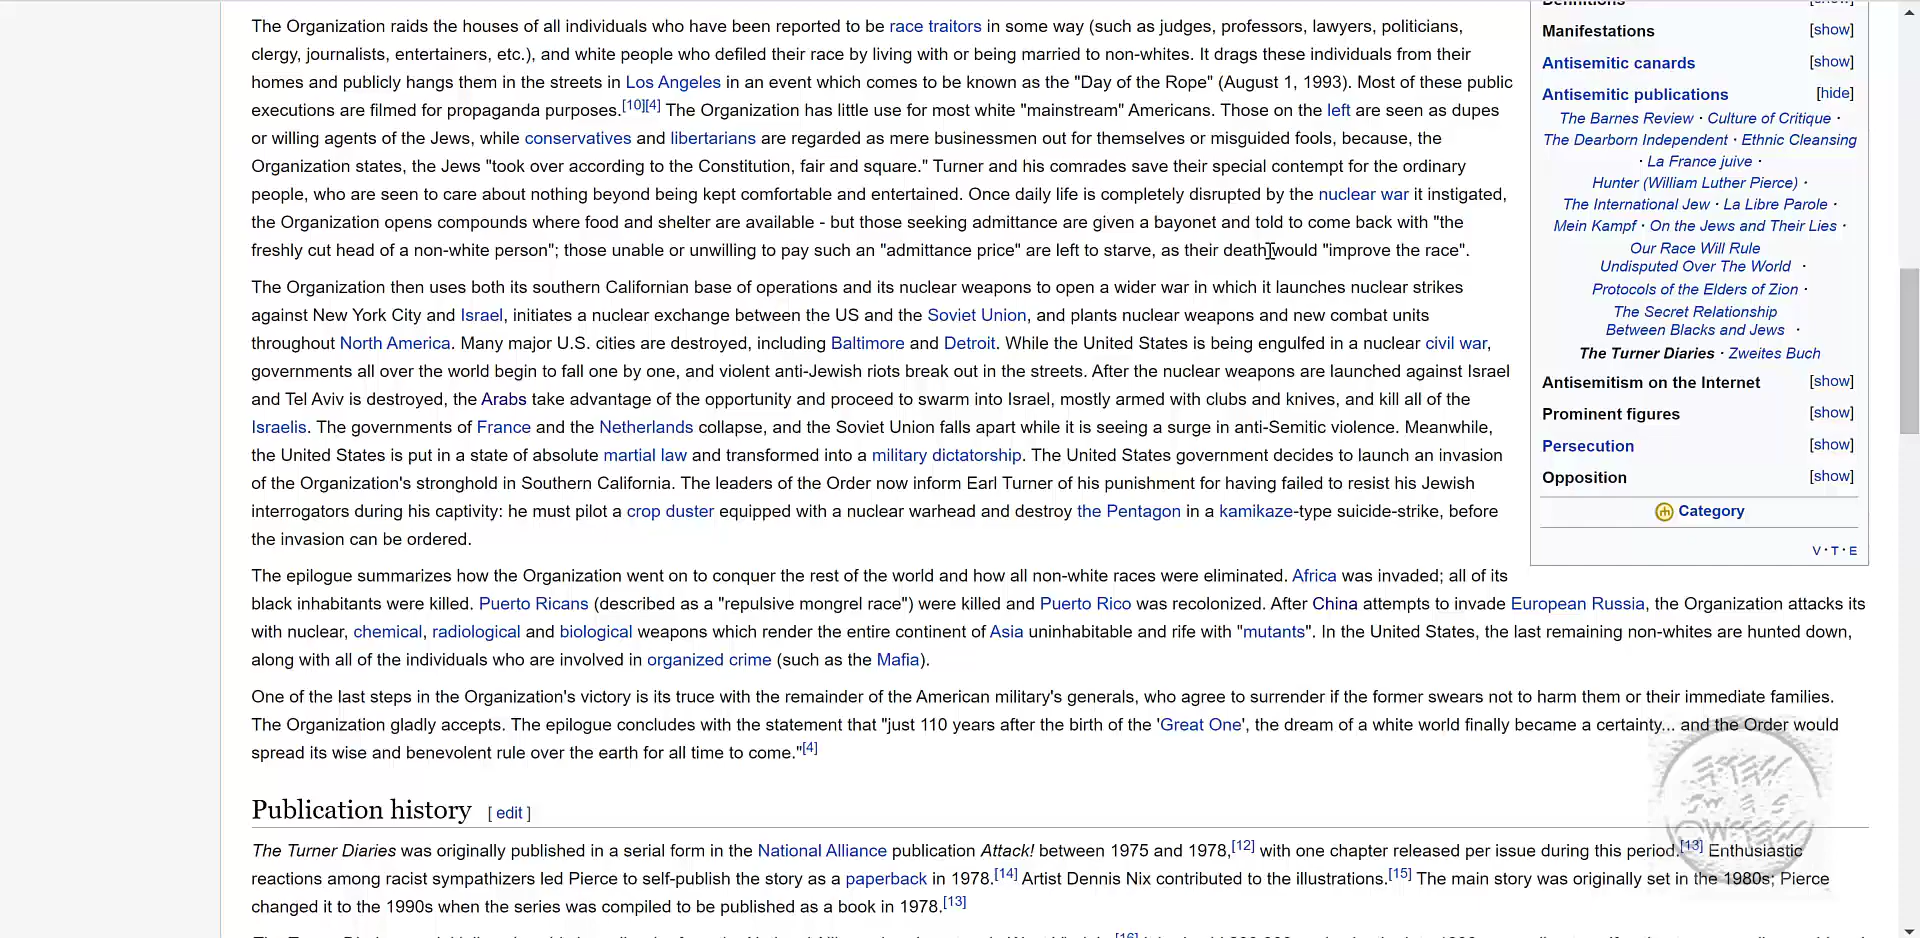 The Organization raids the houses of all individuals who have been reported to be race traitors in some way (such as judges, professors, lawyers, politicians,
clergy, journalists, entertainers, etc.), and white people who defiled their race by living with or being married to non-whites. It drags these individuals from their
homes and publicly hangs them in the streets in Los Angeles in an event which comes to be known as the "Day of the Rope" (August 1, 1993). Most of these public
executions are filmed for propaganda purposes.[10][4] The Organization has little use for most white "mainstream" Americans. Those on the left are seen as dupes
or willing agents of the Jews, while conservatives and libertarians are regarded as mere businessmen out for themselves or misguided fools, because, the
Organization states, the Jews "took over according to the Constitution, fair and square." Turner and his comrades save their special contempt for the ordinary
people, who are seen to care about nothing beyond being kept comfortable and entertained. Once daily life is completely disrupted by the nuclear war it instigated,
the Organization opens compounds where food and shelter are available - but those seeking admittance are given a bayonet and told to come back with "the
freshly cut head of a non-white person"; those unable or unwilling to pay such an "admittance price" are left to starve, as their death would "improve the race".
The Organization then uses both its southern Californian base of operations and its nuclear weapons to open a wider war in which it launches nuclear strikes
against New York City and Israel, initiates a nuclear exchange between the US and the Soviet Union, and plants nuclear weapons and new combat units
throughout North America. Many major U.S. cities are destroyed, including Baltimore and Detroit. While the United States is being engulfed in a nuclear civil war,
governments all over the world begin to fall one by one, and violent anti-Jewish riots break out in the streets. After the nuclear weapons are launched against Israel
and Tel Aviv is destroyed, the Arabs take advantage of the opportunity and proceed to swarm into Israel, mostly armed with clubs and knives, and kill all of the
Israelis. The governments of France and the Netherlands collapse, and the Soviet Union falls apart while it is seeing a surge in anti-Semitic violence. Meanwhile,
the United States is put in a state of absolute martial law and transformed into a military dictatorship. The United States government decides to launch an invasion
of the Organization's stronghold in Southern California. The leaders of the Order now inform Earl Turner of his punishment for having failed to resist his Jewish
interrogators during his captivity: he must pilot a crop duster equipped with a nuclear warhead and destroy the Pentagon in a kamikaze-type suicide-strike, before
the invasion can be ordered.
The epilogue summarizes how the Organization went on to conquer the rest of the world and how all non-white races were eliminated. Africa was invaded; all of its
black inhabitants were killed. Puerto Ricans (described as a "repulsive mongrel race") were killed and Puerto Rico was recolonized. After China attempts to invade European Russia, the Organization attacks its
with nuclear, chemical, radiological and biological weapons which render the entire continent of Asia uninhabitable and rife with "mutants". In the United States, the last remaining non-whites are hunted down,
along with all of the individuals who are involved in organized crime (such as the Mafia).
One of the last steps in the Organization's victory is its truce with the remainder of the American military's generals, who agree to surrender if the former swears not to harm them or their immediate families.
The Organization gladly accepts. The epilogue concludes with the statement that "just 110 years after the birth of the 'Great One', the dream of a white world finally became a certainty... and the Order would
spread its wise and benevolent rule over the earth for all time to come."[4]
Publication history [ edit ]
The Turner Diaries was originally published in a serial form in the National Alliance publication Attack! between 1975 and 1978,[12] with one chapter released per issue during this period.[13] Enthusiastic
reactions among racist sympathizers led Pierce to self-publish the story as a paperback in 1978.[14] Artist Dennis Nix contributed to the illustrations.[15] The main story was originally set in the 1980s; Pierce
changed it to the 1990s when the series was compiled to be published as a book in 1978.[13]
Manifestations [show]
Antisemitic canards [show]
Antisemitic publications [hide]
The Barnes Review · Culture of Critique ·
The Dearborn Independent · Ethnic Cleansing
· La France juive ·
Hunter (William Luther Pierce) ·
The International Jew · La Libre Parole ·
Mein Kampf · On the Jews and Their Lies ·
Our Race Will Rule
Undisputed Over The World ·
Protocols of the Elders of Zion ·
The Secret Relationship
Between Blacks and Jews ·
The Turner Diaries · Zweites Buch
Antisemitism on the Internet [show]
Prominent figures [show]
Persecution [show]
Opposition [show]
Category
V · T · E